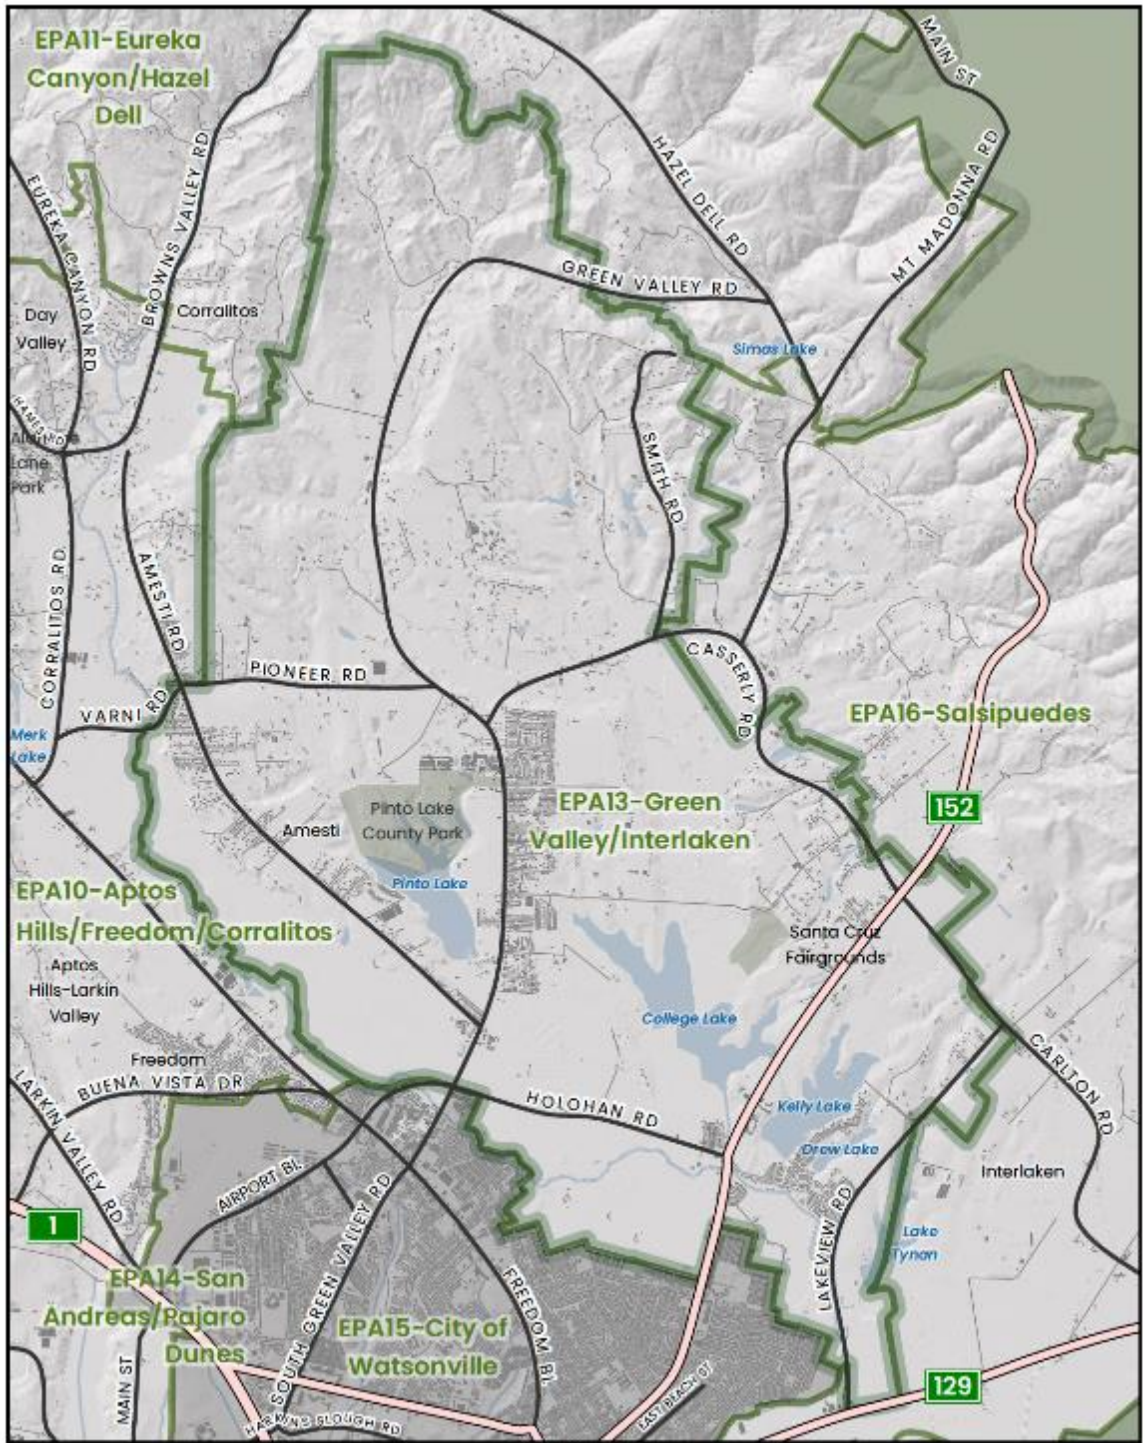 EPA11-Eureka
Canyon/Hazel
Dell
MAIN ST
HAZEL DELL RD
MT MADONNA RD
BROWNS VALLEY RD
EUREKA CANYON RD
GREEN VALLEY RD
Corralitos
Day
Valley
Simas Lake
HAMES RD
Lane
Park
SMITH RD
CORRALITOS RD
AMESTI RD
PIONEER RD
CASSERLY RD
VARNI RD
EPA16-Salsipuedes
Merk
Lake
152
EPA13-Green
Valley/Interlaken
Pinto Lake
County Park
Amesti
Pinto Lake
EPA10-Aptos
Hills/Freedom/Corralitos
Santa Cruz
Fairgrounds
Aptos
Hills-Larkin
Valley
College Lake
Freedom
BUENA VISTA DR
LARKIN VALLEY RD
HOLOHAN RD
CARLTON RD
Kelly Lake
Drew Lake
Interlaken
AIRPORT BL
1
Lake
Tynan
LAKEVIEW RD
SOUTH GREEN VALLEY RD
FREEDOM BL
EPA14-San
Andreas/Pajaro
Dunes
EPA15-City of
Watsonville
129
MAIN ST
EAST BEACH ST
HARKINS SLOUGH RD